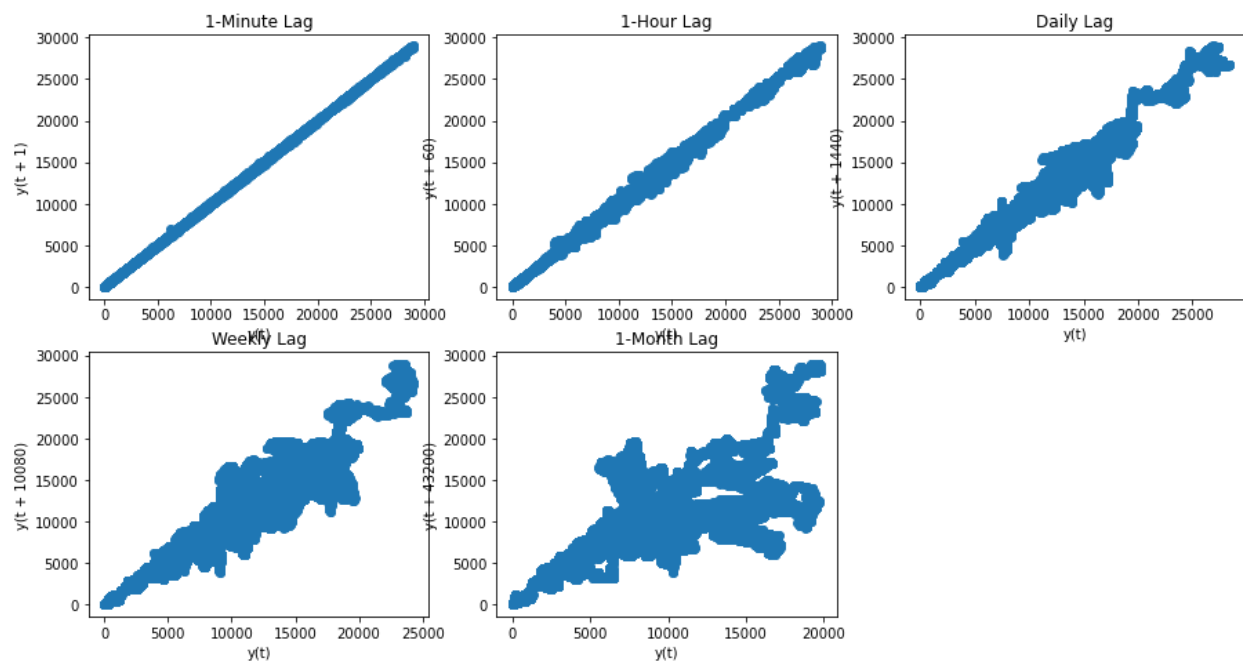 1-Minute Lag
30000
25000
20000
15000
10000
5000
0
y(t + 1)
0 5000 10000 15000 20000 25000 30000
y(t)
1-Hour Lag
30000
25000
20000
15000
10000
5000
0
y(t + 60)
0 5000 10000 15000 20000 25000 30000
y(t)
Daily Lag
30000
25000
20000
15000
10000
5000
0
y(t + 1440)
0 5000 10000 15000 20000 25000
y(t)
Weekly Lag
30000
25000
20000
15000
10000
5000
0
y(t + 10080)
0 5000 10000 15000 20000 25000
y(t)
1-Month Lag
30000
25000
20000
15000
10000
5000
0
y(t + 43200)
0 5000 10000 15000 20000
y(t)